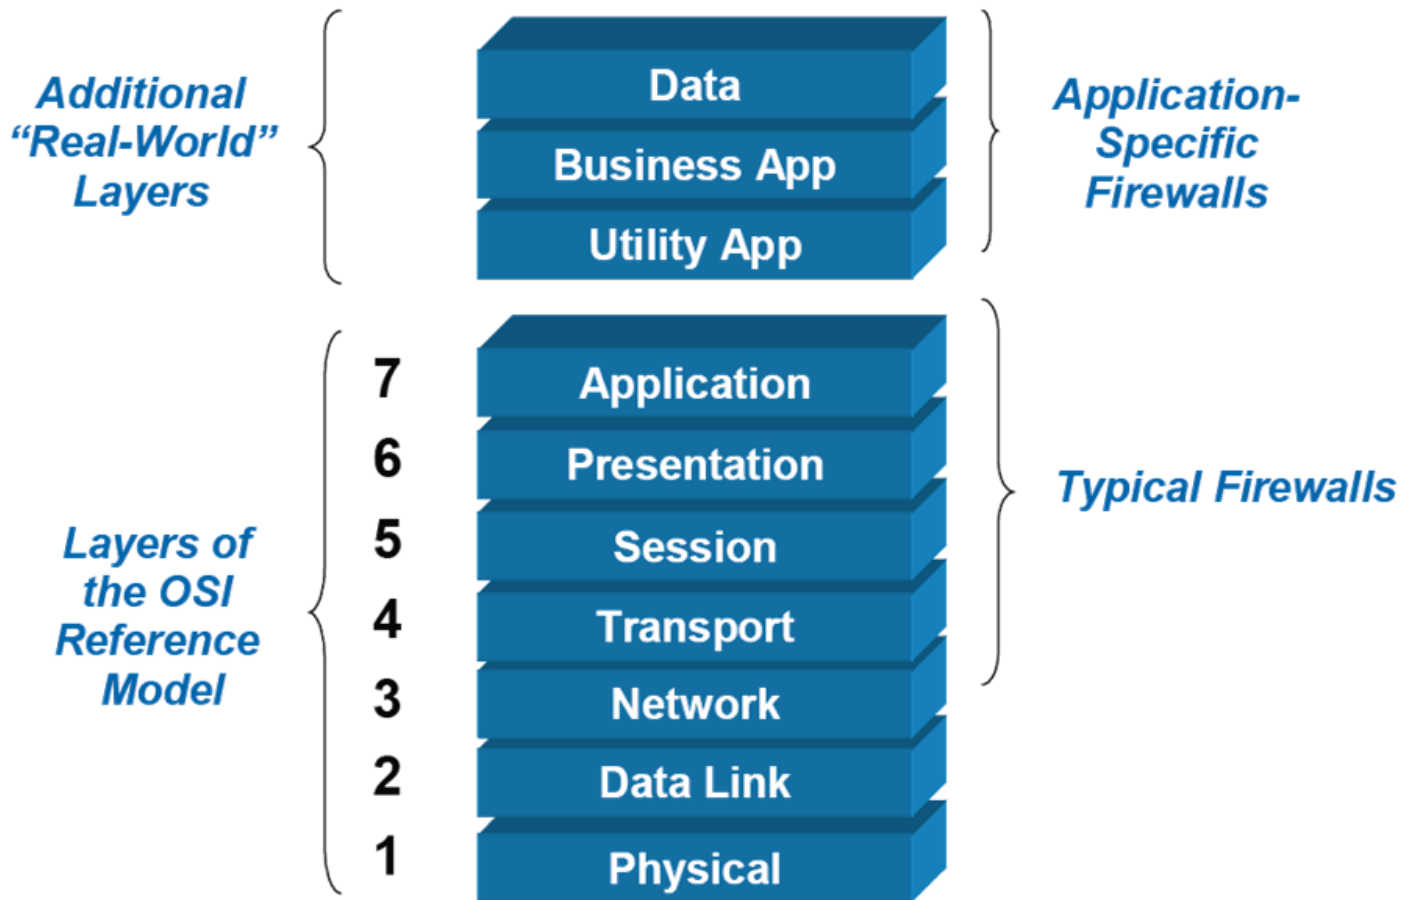 Additional
“Real-World”
Layers
Data
Business App
Utility App
Application-
Specific
Firewalls
Layers of
the OSI
Reference
Model
7 Application
6 Presentation
5 Session
4 Transport
3 Network
2 Data Link
1 Physical
Typical Firewalls